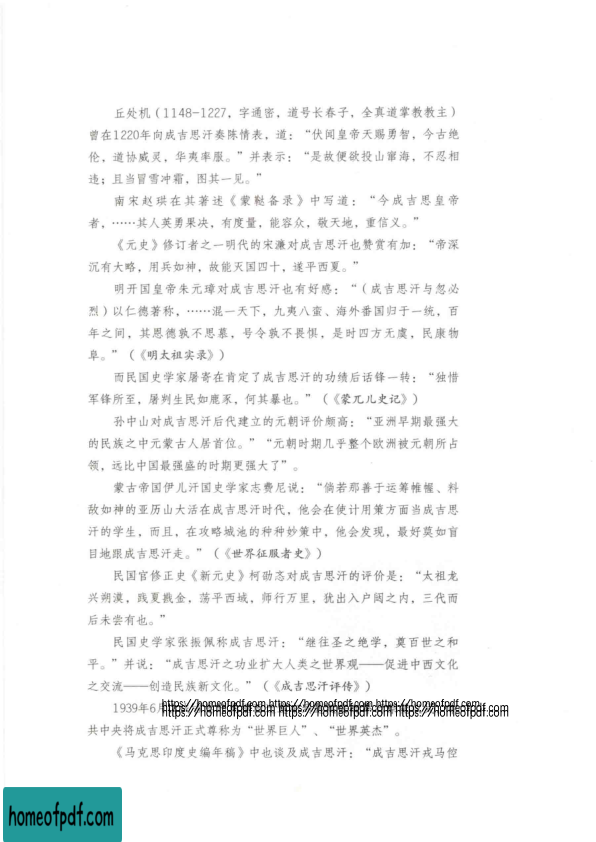 丘处机（1148-1227，字通密，道号长春子，全真道掌教教主）
曾在1220年向成吉思汗奏陈情表，道：“伏闻皇帝天赐勇智，今古绝
伦，道协威灵，华夷率服。”并表示：“是故便欲投山窜海，不忍相
违；且当冒雪冲霜，图其一见。”
南宋赵珙在其著述《蒙鞑备录》中写道：“今成吉思皇帝
者，……其人英勇果决，有度量，能容众，敬天地，重信义。”
《元史》修订者之一明代的宋濂对成吉思汗也赞赏有加：“帝深
沉有大略，用兵如神，故能灭国四十，遂平西夏。”
明开国皇帝朱元璋对成吉思汗也有好感：“（成吉思汗与忽必
烈）以仁德著称，……混一天下，九夷八蛮、海外番国归于一统，百
年之间，其恩德孰不思慕，号令孰不畏惧，是时四方无虞，民康物
阜。”（《明太祖实录》）
而民国史学家屠寄在肯定了成吉思汗的功绩后话锋一转：“独惜
军锋所至，屠刿生民如鹿豕，何其暴也。”（《蒙兀儿史记》）
孙中山对成吉思汗后代建立的元朝评价颇高：“亚洲早期最强大
的民族之中元蒙古人居首位。”“元朝时期几乎整个欧洲被元朝所占
领，远比中国最强盛的时期更强大了”。
蒙古帝国伊儿汗国史学家志费尼说：“倘若那善于运筹帷幄、料
敌如神的亚历山大活在成吉思汗时代，他会在使计用策方面当成吉思
汗的学生，而且，在攻略城池的种种妙策中，他会发现，最好莫如盲
目地跟成吉思汗走。”（《世界征服者史》）
民国官修正史《新元史》柯劭忞对成吉思汗的评价是：“太祖龙
兴朔漠，践夏戡金，荡平西域，师行万里，犹出入户闼之内，三代而
后未尝有也。”
民国史学家张振佩称成吉思汗：“继往圣之绝学，奠百世之和
平。”并说：“成吉思汗之功业扩大人类之世界观——促进中西文化
之交流——创造民族新文化。”（《成吉思汗评传》）
1939年6月
https://homeofpdf.com https://homeofpdf.com https://homeofpdf.com
https://homeofpdf.com https://homeofpdf.com https://homeofpdf.com
共中央将成吉思汗正式尊称为“世界巨人”、“世界英杰”。
《马克思印度史编年稿》中也谈及成吉思汗：“成吉思汗戎马倥
homeofpdf.com